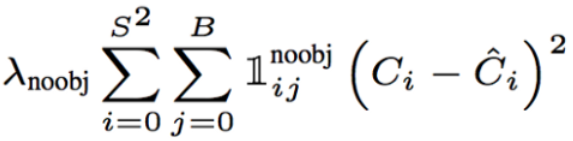 λ_noobj ∑_{i=0}^{S^2} ∑_{j=0}^{B} 𝟙_{ij}^{noobj} (C_i − Ĉ_i)^2